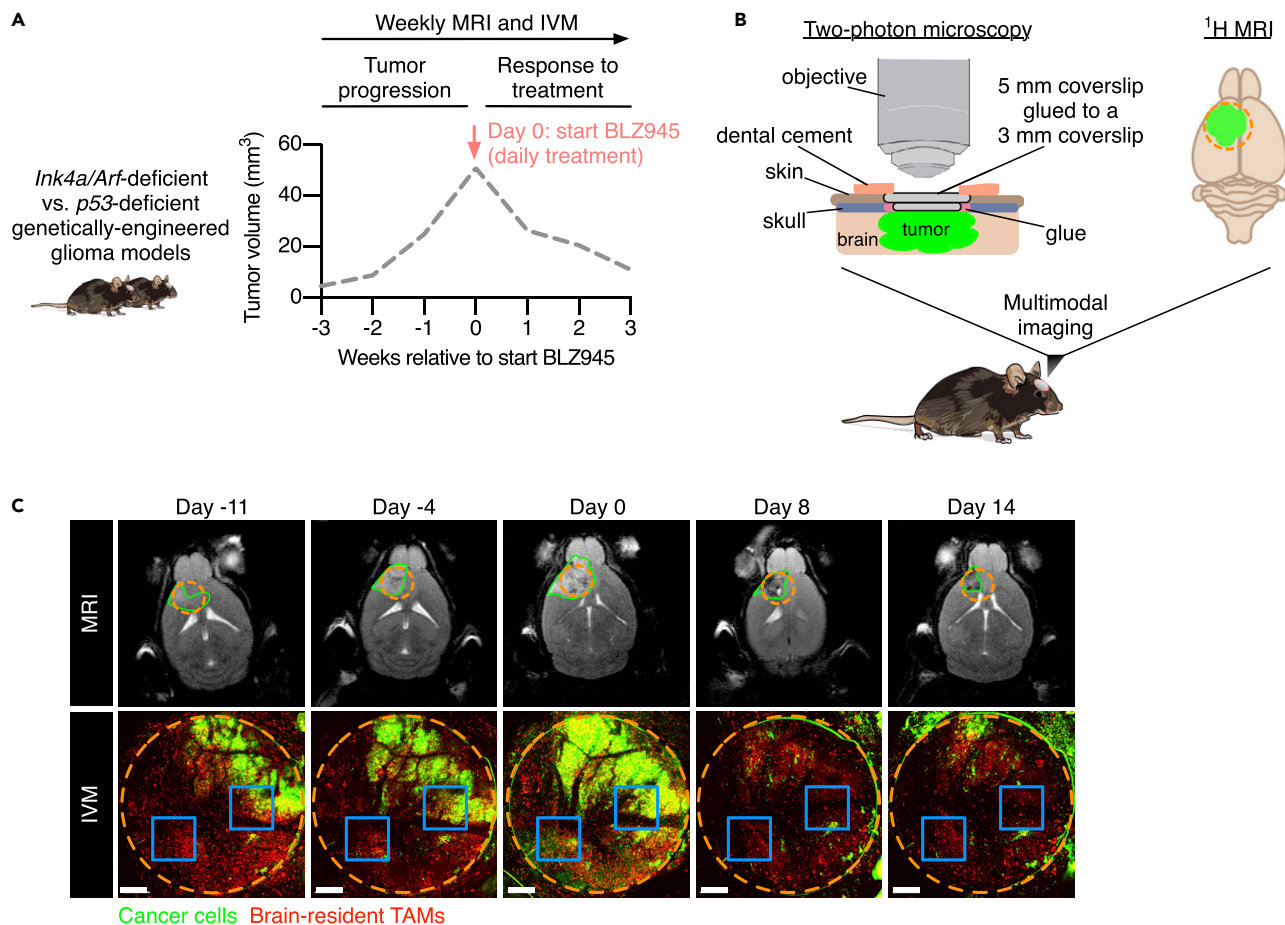 A
Weekly MRI and IVM
Tumor
progression
Response to
treatment
Day 0: start BLZ945
(daily treatment)
Ink4a/Arf-deficient
vs. p53-deficient
genetically-engineered
glioma models
Tumor volume (mm³)
60
40
20
0
-3
-2
-1
0
1
2
3
Weeks relative to start BLZ945
B
Two-photon microscopy
¹H MRI
objective
5 mm coverslip
glued to a
3 mm coverslip
dental cement
skin
skull
brain
tumor
glue
Multimodal
imaging
C
Day -11
Day -4
Day 0
Day 8
Day 14
MRI
IVM
Cancer cells Brain-resident TAMs